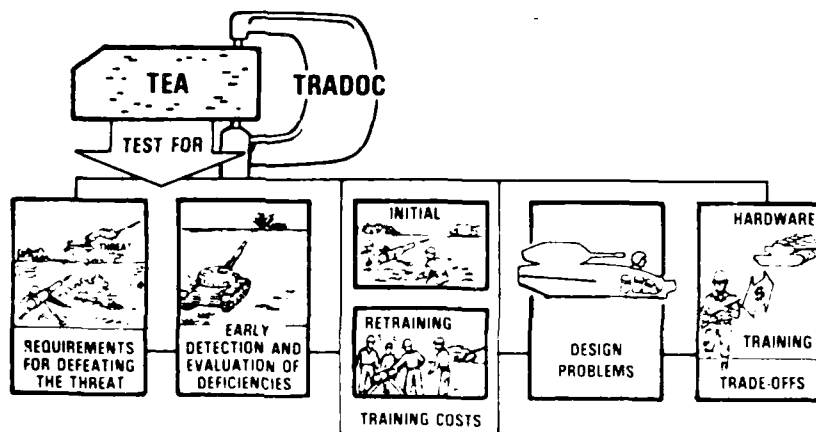 TEA
TRADOC
TEST FOR
THREAT
REQUIREMENTS
FOR DEFEATING
THE THREAT
EARLY
DETECTION AND
EVALUATION OF
DEFICIENCIES
INITIAL
RETRAINING
TRAINING COSTS
DESIGN
PROBLEMS
HARDWARE
$
TRAINING
TRADE-OFFS